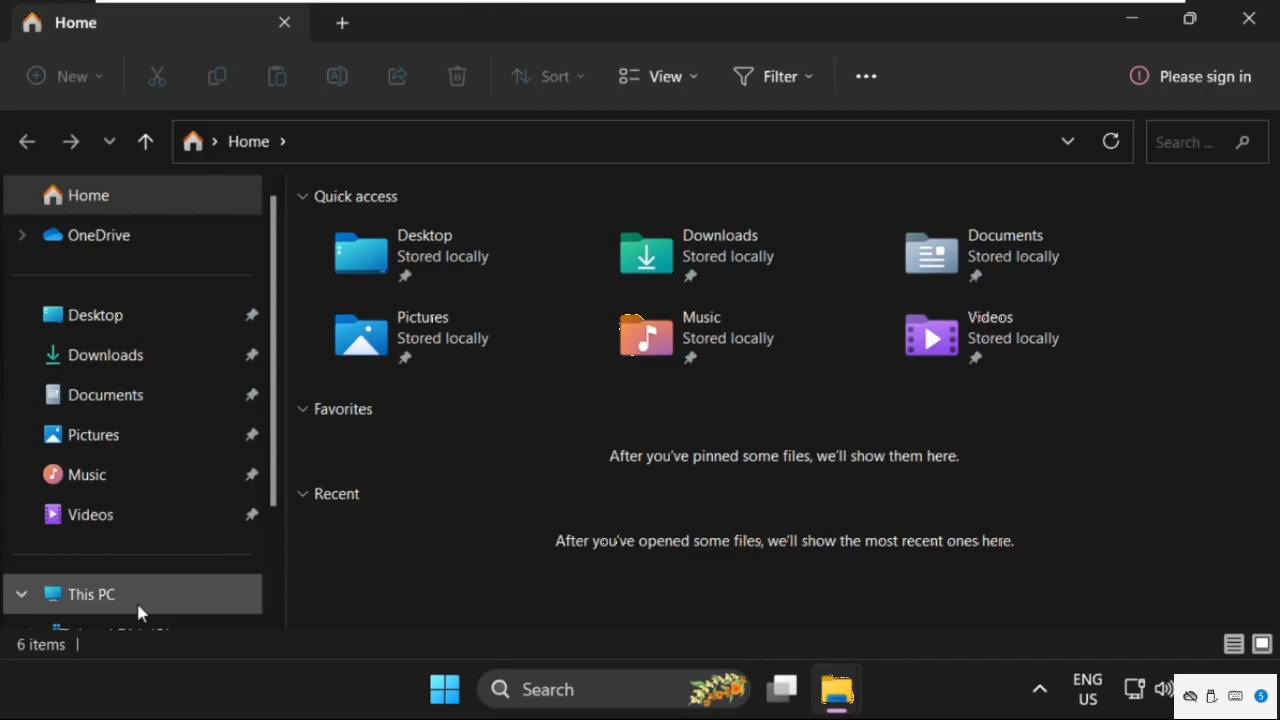 Home
New
Sort
View
Filter
Please sign in
Home
Search ...
Home
OneDrive
Desktop
Downloads
Documents
Pictures
Music
Videos
This PC
Quick access
Desktop
Stored locally
Downloads
Stored locally
Documents
Stored locally
Pictures
Stored locally
Music
Stored locally
Videos
Stored locally
Favorites
After you've pinned some files, we'll show them here.
Recent
After you've opened some files, we'll show the most recent ones here.
6 items
Search
ENG
US
5